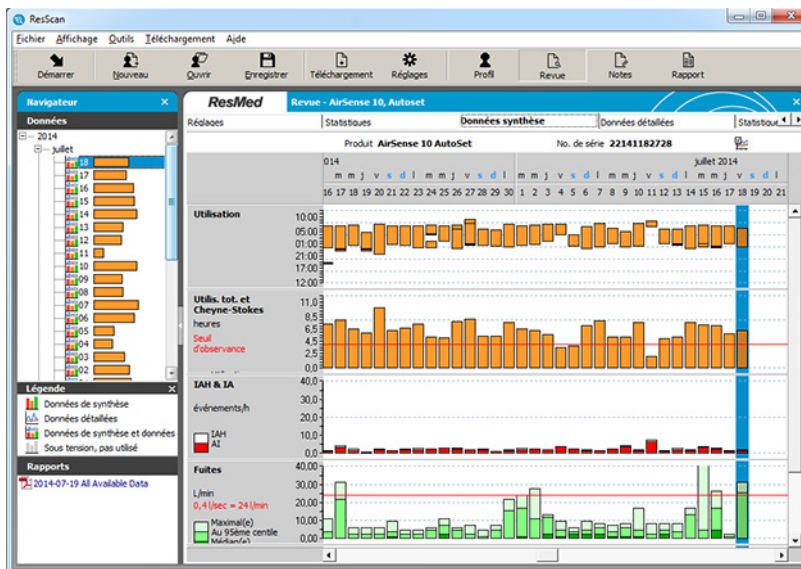 ResScan
Fichier Affichage Outils Téléchargement Aide
Démarrer Nouveau Ouvrir Enregistrer Téléchargement Réglages Profil Revue Notes Rapport
Navigateur
Données
2014
juillet
18
17
16
15
14
13
12
11
10
09
08
07
06
05
04
03
02
Légende
Données de synthèse
Données détaillées
Données de synthèse et données
Sous tension, pas utilisé
Rapports
2014-07-19 All Available Data
ResMed Revue - AirSense 10, Autoset
Réglages Statistiques Données synthèse Données détaillées Statistique
Produit AirSense 10 AutoSet No. de série 22141182728
014 juillet 2014
m m j v s d l m m j v s d l m m j v s d l m m j v s d l m m j v s d l
16 17 18 19 20 21 22 23 24 25 26 27 28 29 30 1 2 3 4 5 6 7 8 9 10 11 12 13 14 15 16 17 18 19 20 21
Utilisation
10:00
05:00
01:00
21:00
17:00
12:00
Utilis. tot. et
Cheyne-Stokes
heures
Seuil
d'observance
11,0
9,0
8,0
6,0
4,5
2,5
0,0
IAH & IA
événements/h
IAH
AI
40,0
30,0
20,0
10,0
0,0
Fuites
L/min
0,4 l/sec = 24 l/min
Maximal(e)
Au 95ème centile
Médian(e)
40,00
30,00
20,00
10,00
0,00